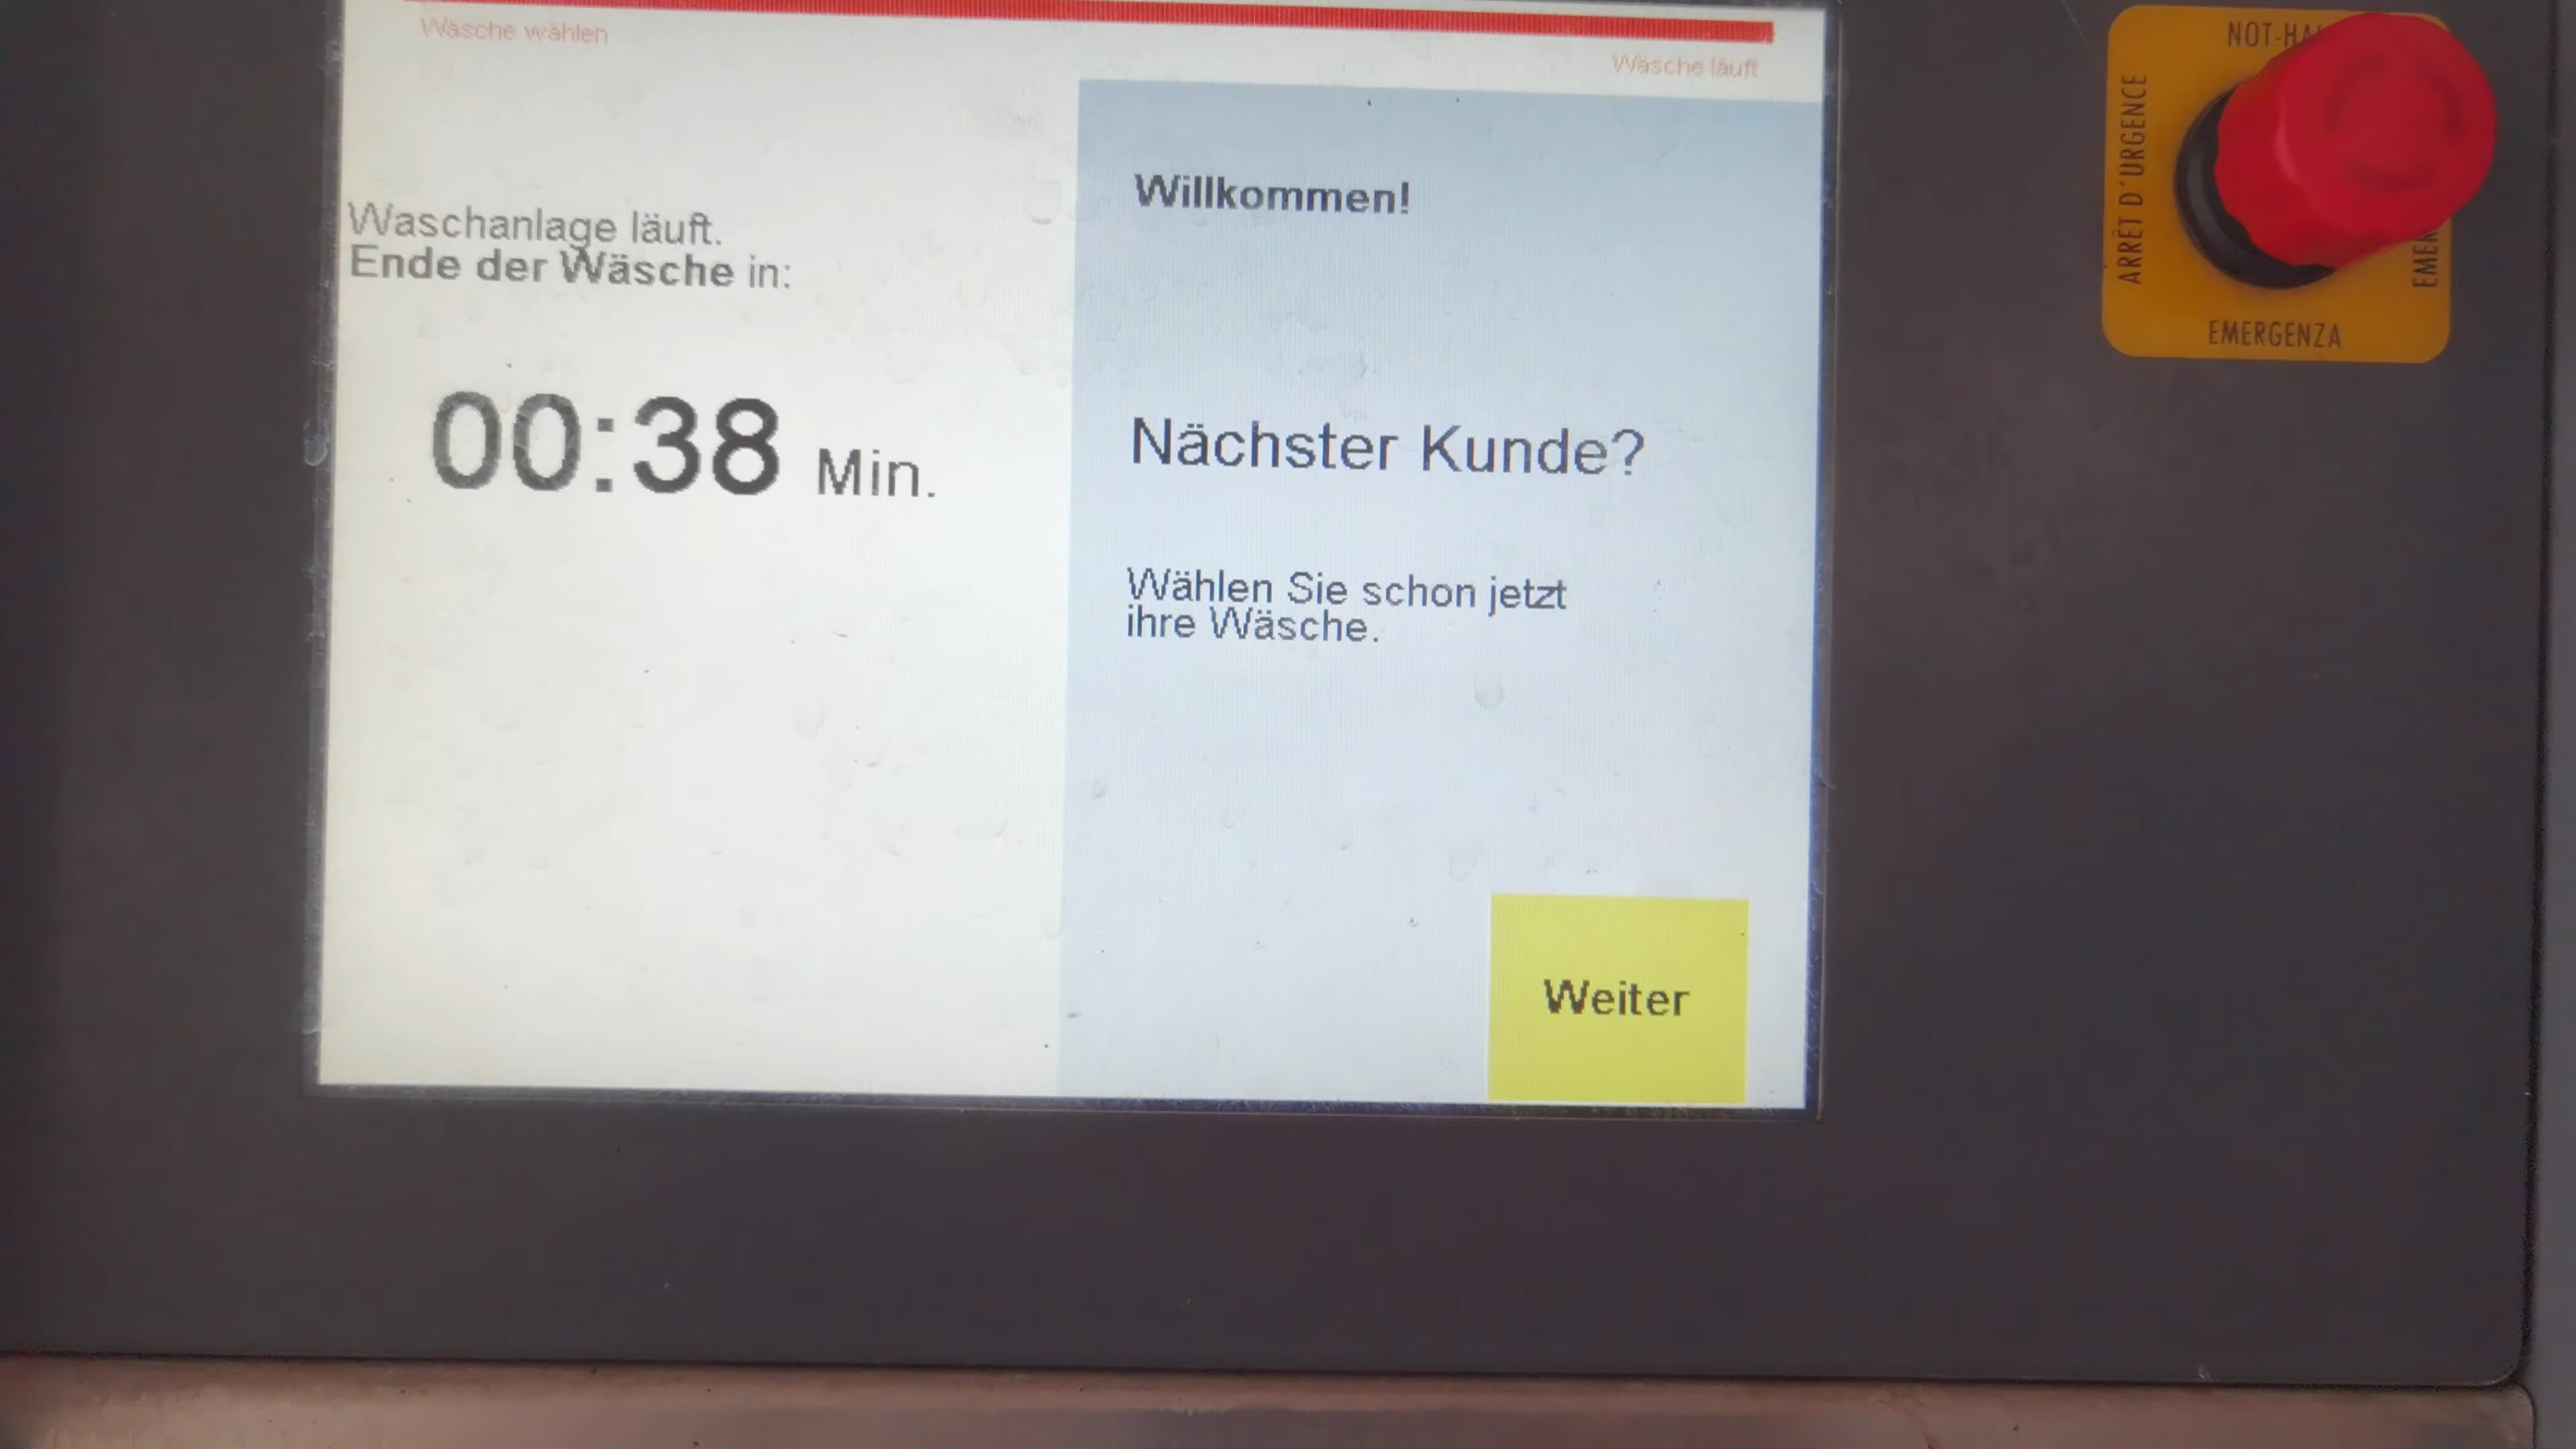 Wäsche wählen
Wäsche läuft
Waschanlage läuft.
Ende der Wäsche in:
00:38 Min.
Willkommen!
Nächster Kunde?
Wählen Sie schon jetzt
ihre Wäsche.
Weiter
ARRÊT D'URGENCE
EMERGENZA